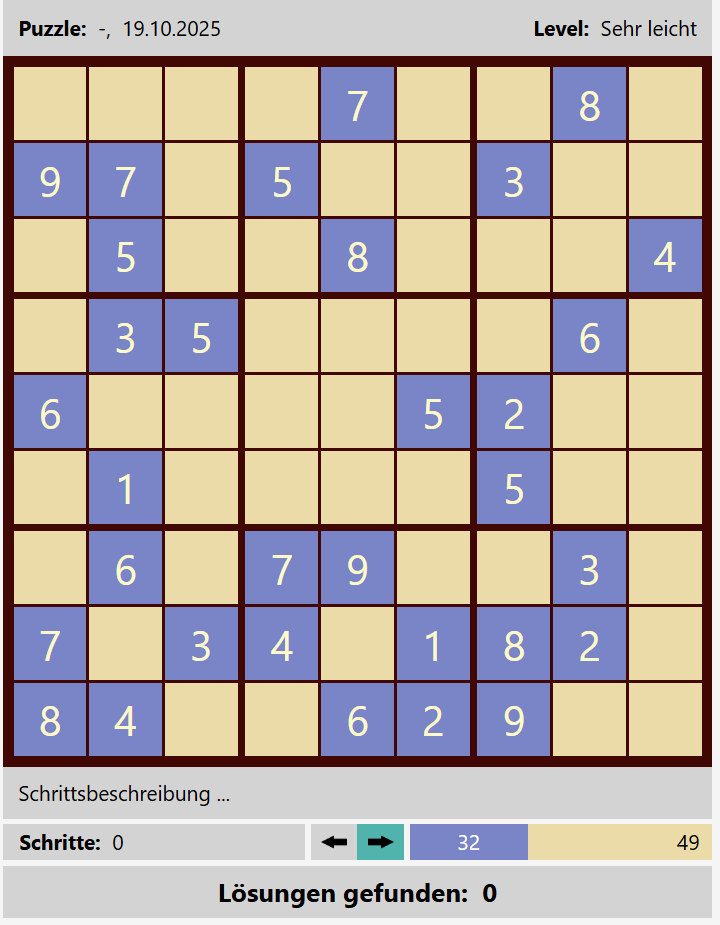 Puzzle: -, 19.10.2025 Level: Sehr leicht
7 8
9 7 5 3
5 8 4
3 5 6
6 5 2
1 5
6 7 9 3
7 3 4 1 8 2
8 4 6 2 9
Schrittsbeschreibung ...
Schritte: 0 32 49
Lösungen gefunden: 0